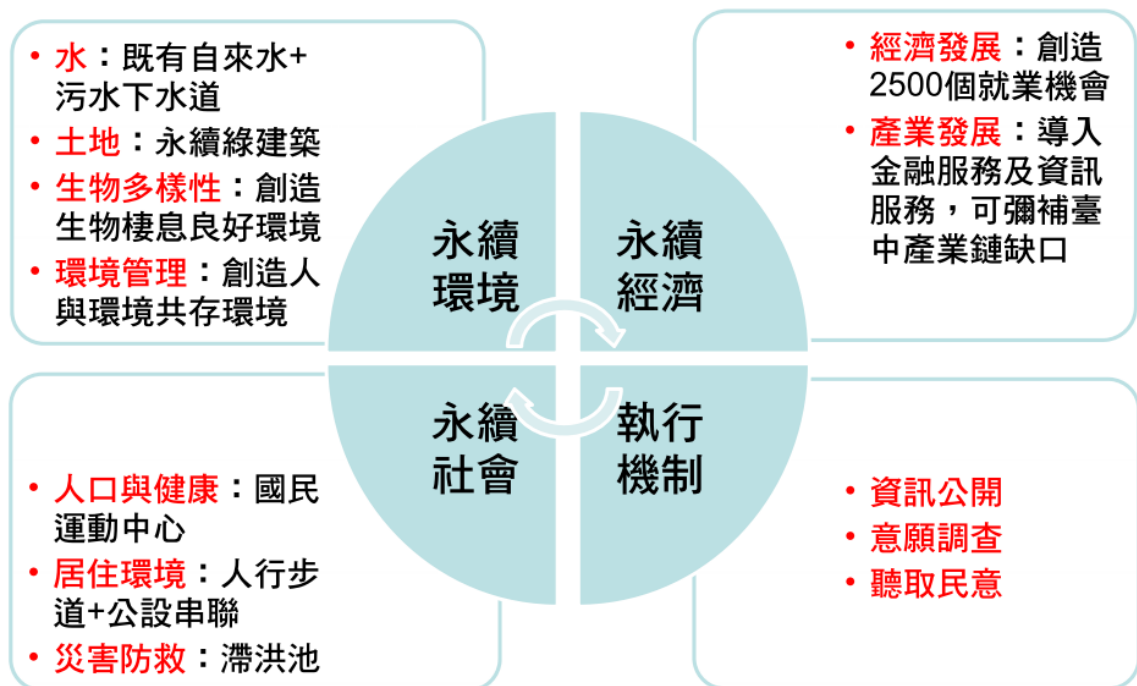 • 水：既有自來水+
污水下水道
• 土地：永續綠建築
• 生物多樣性：創造
生物棲息良好環境
• 環境管理：創造人
與環境共存環境
• 經濟發展：創造
2500個就業機會
• 產業發展：導入
金融服務及資訊
服務，可彌補臺
中產業鏈缺口
永續
環境
永續
經濟
永續
社會
執行
機制
• 人口與健康：國民
運動中心
• 居住環境：人行步
道+公設串聯
• 災害防救：滯洪池
• 資訊公開
• 意願調查
• 聽取民意